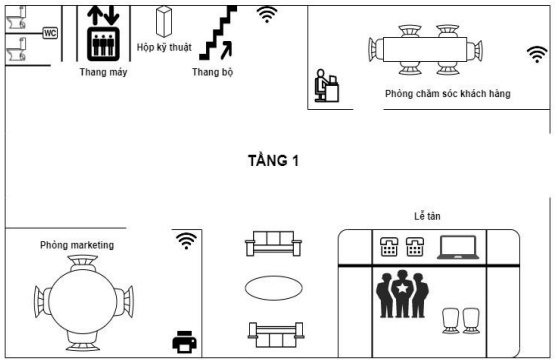 WC
Hộp kỹ thuật
Thang máy
Thang bộ
Phòng chăm sóc khách hàng
TẦNG 1
Lễ tân
Phòng marketing